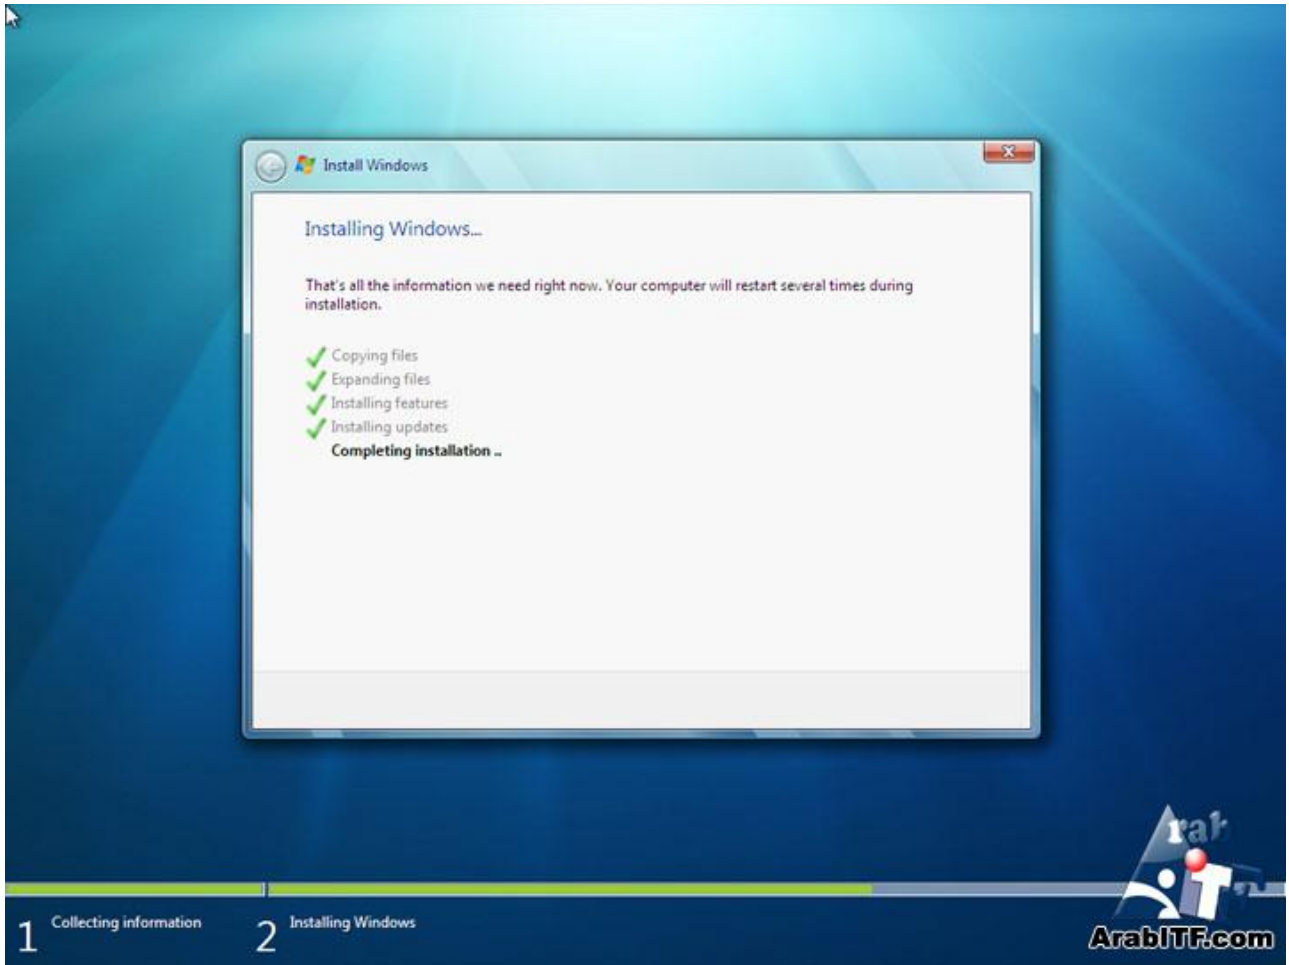 Install Windows
Installing Windows...
That's all the information we need right now. Your computer will restart several times during
installation.
Copying files
Expanding files
Installing features
Installing updates
Completing installation ..
1 Collecting information
2 Installing Windows
ArabITF.com